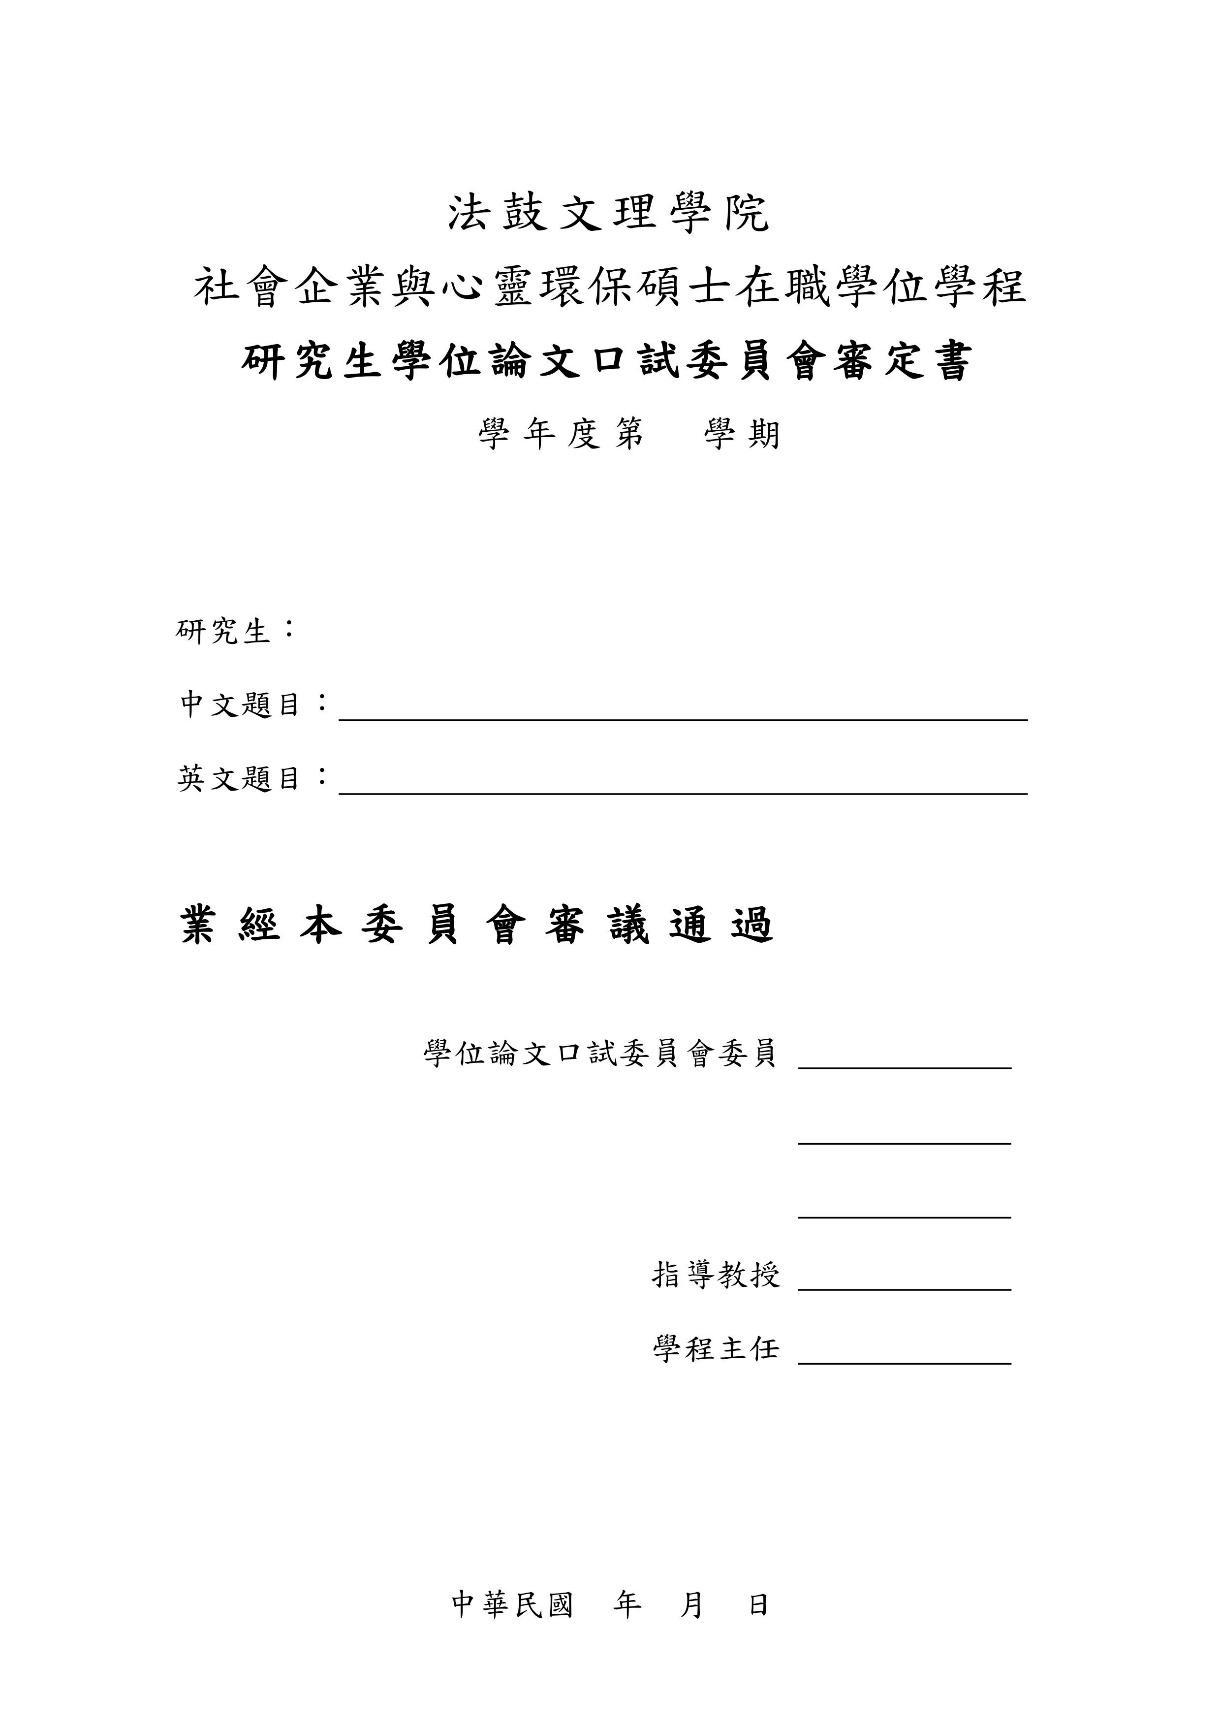 法鼓文理學院
社會企業與心靈環保碩士在職學位學程
研究生學位論文口試委員會審定書
學年度第　學期
研究生：
中文題目：
英文題目：
業經本委員會審議通過
學位論文口試委員會委員
指導教授
學程主任
中華民國　年　月　日